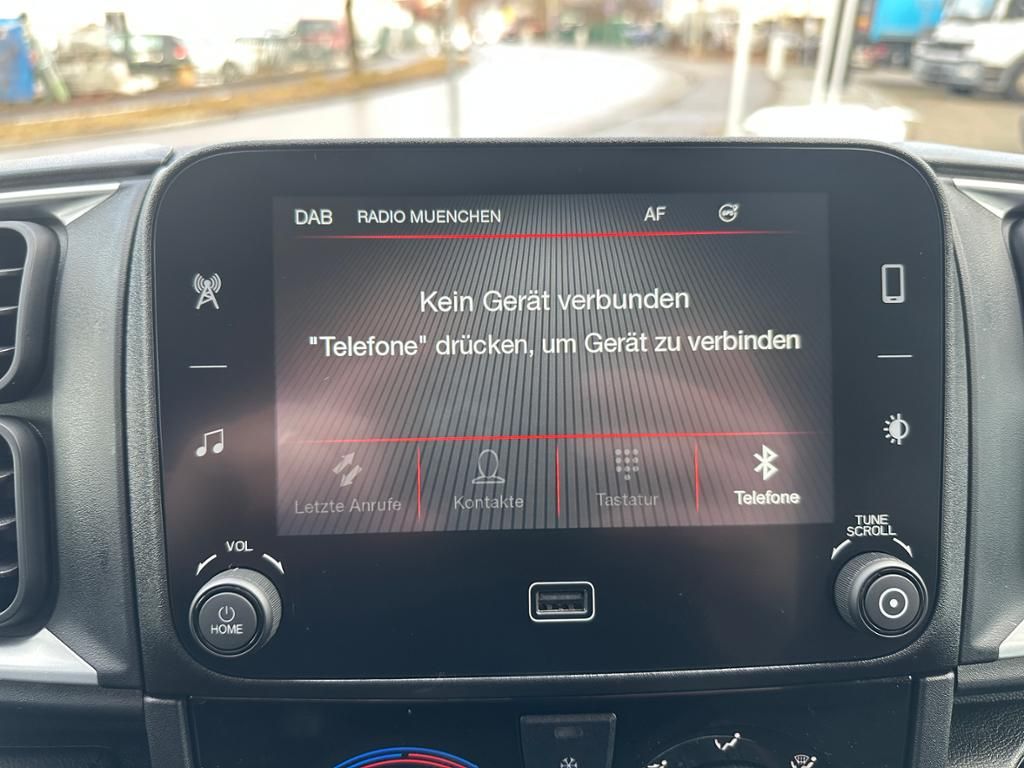 DAB RADIO MUENCHEN AF
Kein Gerät verbunden
"Telefone" drücken, um Gerät zu verbinden
Letzte Anrufe Kontakte Tastatur Telefone
VOL
HOME
TUNE
SCROLL